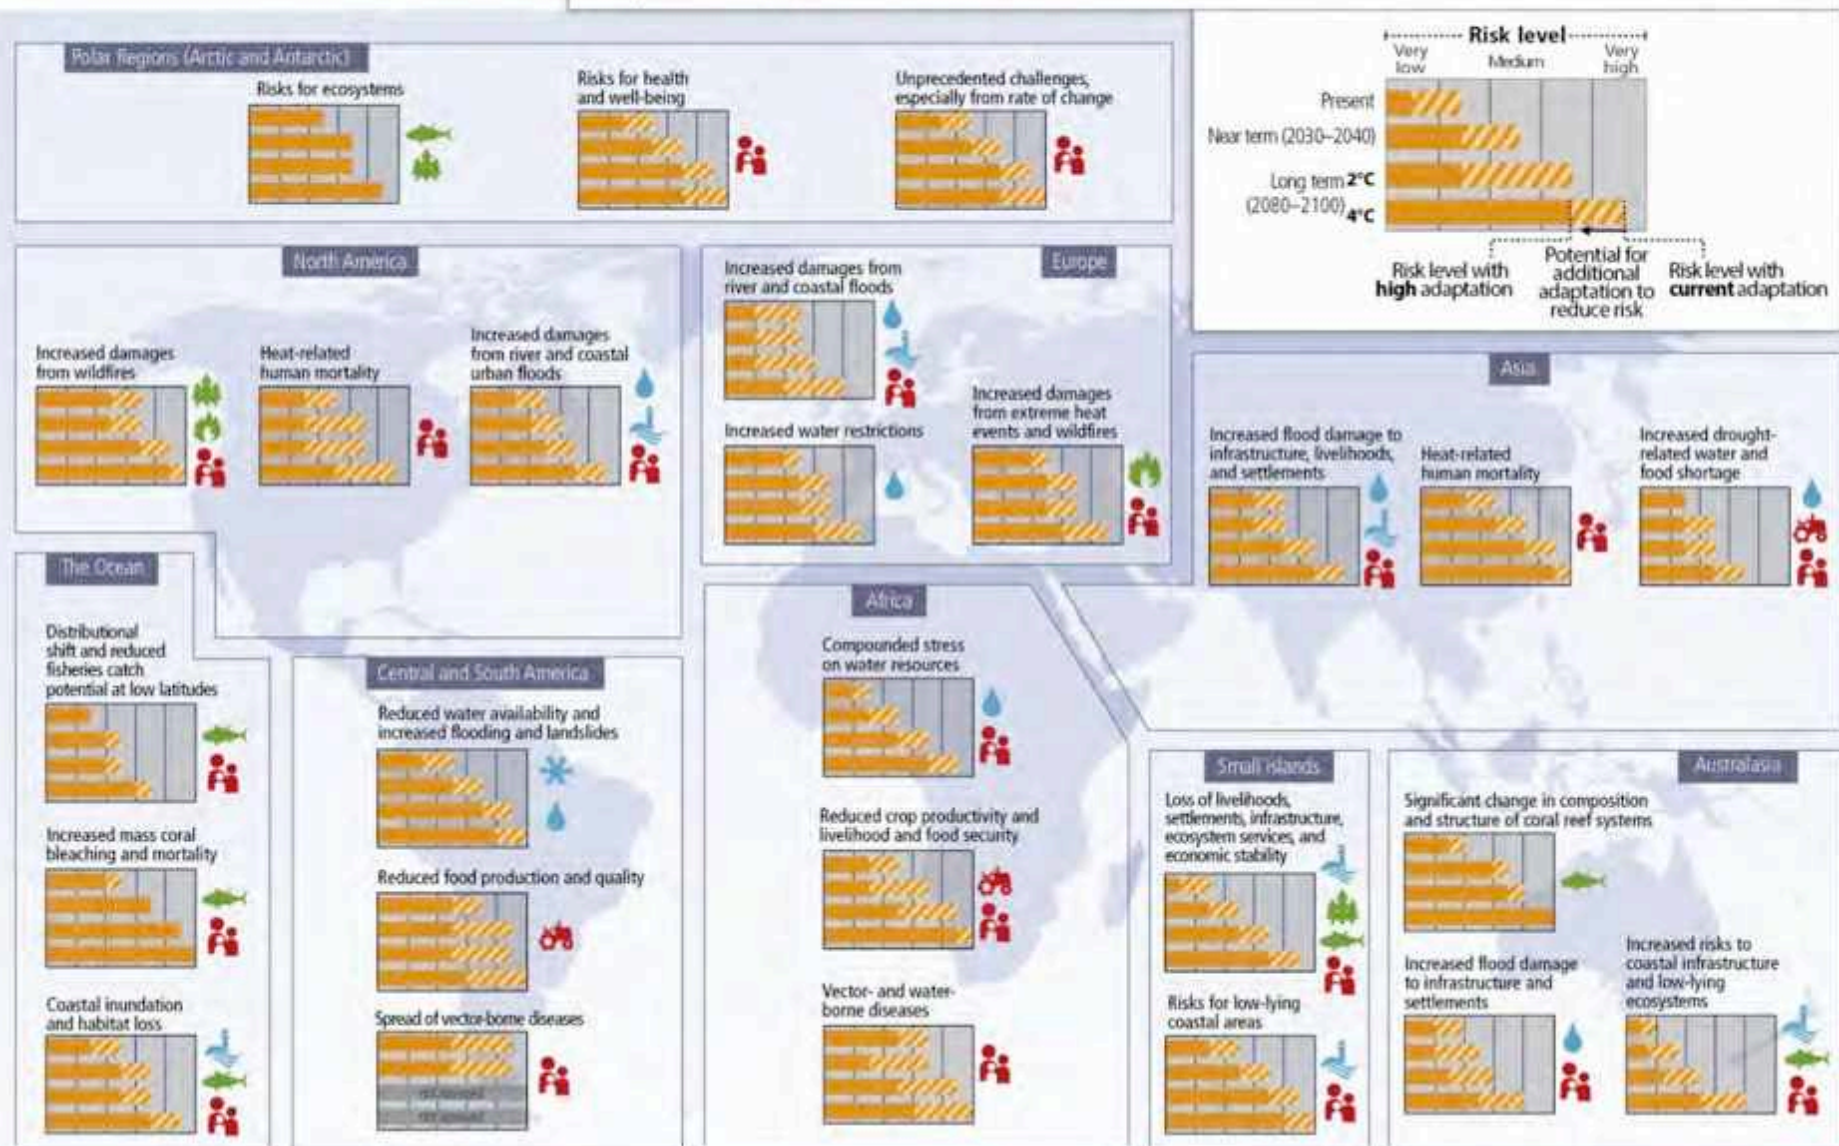 Polar Regions (Arctic and Antarctic)
Risks for ecosystems
Risks for health
and well-being
Unprecedented challenges,
especially from rate of change
Risk level
Very
low
Medium
Very
high
Present
Near term (2030–2040)
Long term 2°C
(2080–2100) 4°C
Risk level with
high adaptation
Potential for
additional
adaptation to
reduce risk
Risk level with
current adaptation
North America
Increased damages
from wildfires
Heat-related
human mortality
Increased damages
from river and coastal
urban floods
Europe
Increased damages from
river and coastal floods
Increased water restrictions
Increased damages
from extreme heat
events and wildfires
Asia
Increased flood damage to
infrastructure, livelihoods,
and settlements
Heat-related
human mortality
Increased drought-
related water and
food shortage
The Ocean
Distributional
shift and reduced
fisheries catch
potential at low latitudes
Increased mass coral
bleaching and mortality
Coastal inundation
and habitat loss
Central and South America
Reduced water availability and
increased flooding and landslides
Reduced food production and quality
Spread of vector-borne diseases
not assessed
not assessed
Africa
Compounded stress
on water resources
Reduced crop productivity and
livelihood and food security
Vector- and water-
borne diseases
Small islands
Loss of livelihoods,
settlements, infrastructure,
ecosystem services, and
economic stability
Risks for low-lying
coastal areas
Australasia
Significant change in composition
and structure of coral reef systems
Increased flood damage
to infrastructure and
settlements
Increased risks to
coastal infrastructure
and low-lying
ecosystems